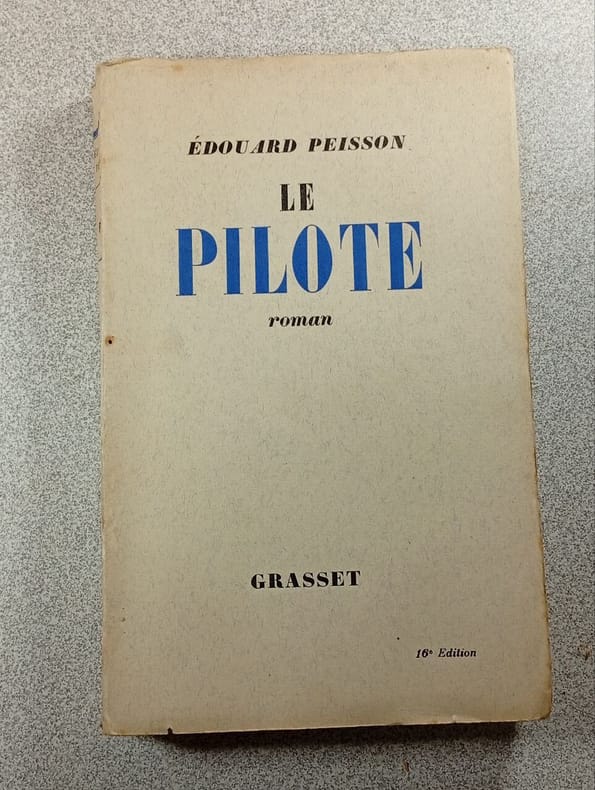 ÉDOUARD PEISSON
LE
PILOTE
roman
GRASSET
16e Edition